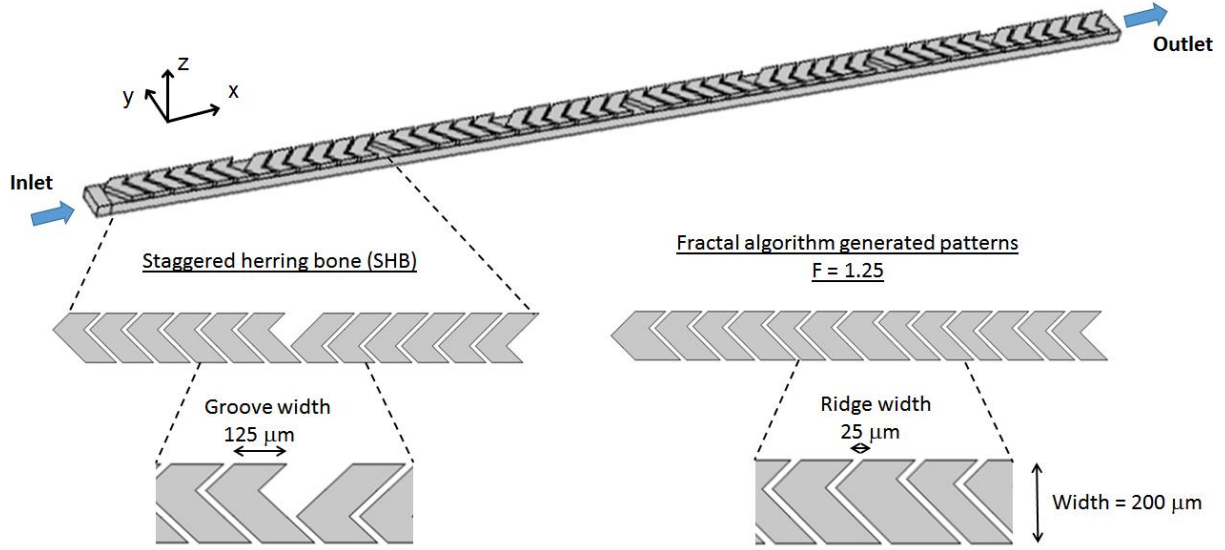 Outlet
z
y
x
Inlet
Staggered herring bone (SHB)
Fractal algorithm generated patterns
F = 1.25
Groove width
125 μm
Ridge width
25 μm
Width = 200 μm